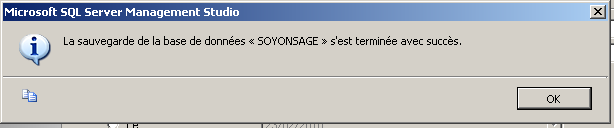 Microsoft SQL Server Management Studio
La sauvegarde de la base de données « SOYONSAGE » s'est terminée avec succès.
OK